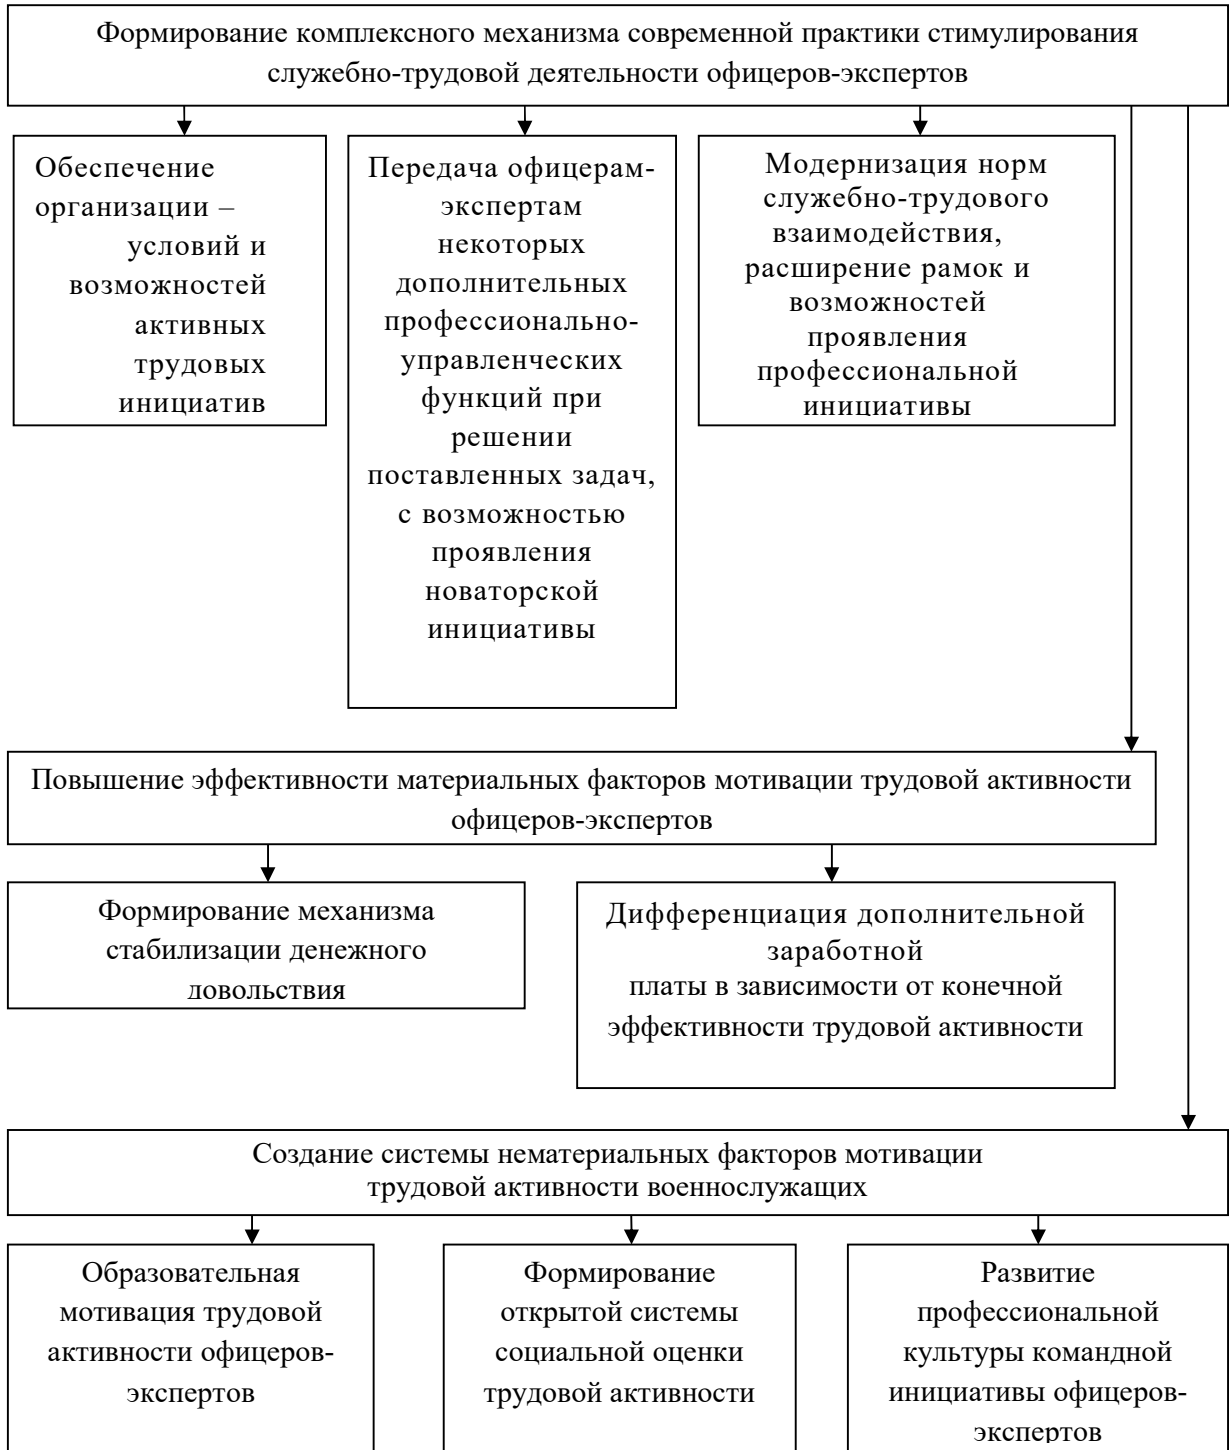 Формирование комплексного механизма современной практики стимулирования
служебно-трудовой деятельности офицеров-экспертов
Обеспечение
организации –
условий и
возможностей
активных
трудовых
инициатив
Передача офицерам-
экспертам
некоторых
дополнительных
профессионально-
управленческих
функций при
решении
поставленных задач,
с возможностью
проявления
новаторской
инициативы
Модернизация норм
служебно-трудового
взаимодействия,
расширение рамок и
возможностей
проявления
профессиональной
инициативы
Повышение эффективности материальных факторов мотивации трудовой активности
офицеров-экспертов
Формирование механизма
стабилизации денежного
довольствия
Дифференциация дополнительной
заработной
платы в зависимости от конечной
эффективности трудовой активности
Создание системы нематериальных факторов мотивации
трудовой активности военнослужащих
Образовательная
мотивация трудовой
активности офицеров-
экспертов
Формирование
открытой системы
социальной оценки
трудовой активности
Развитие
профессиональной
культуры командной
инициативы офицеров-
экспертов